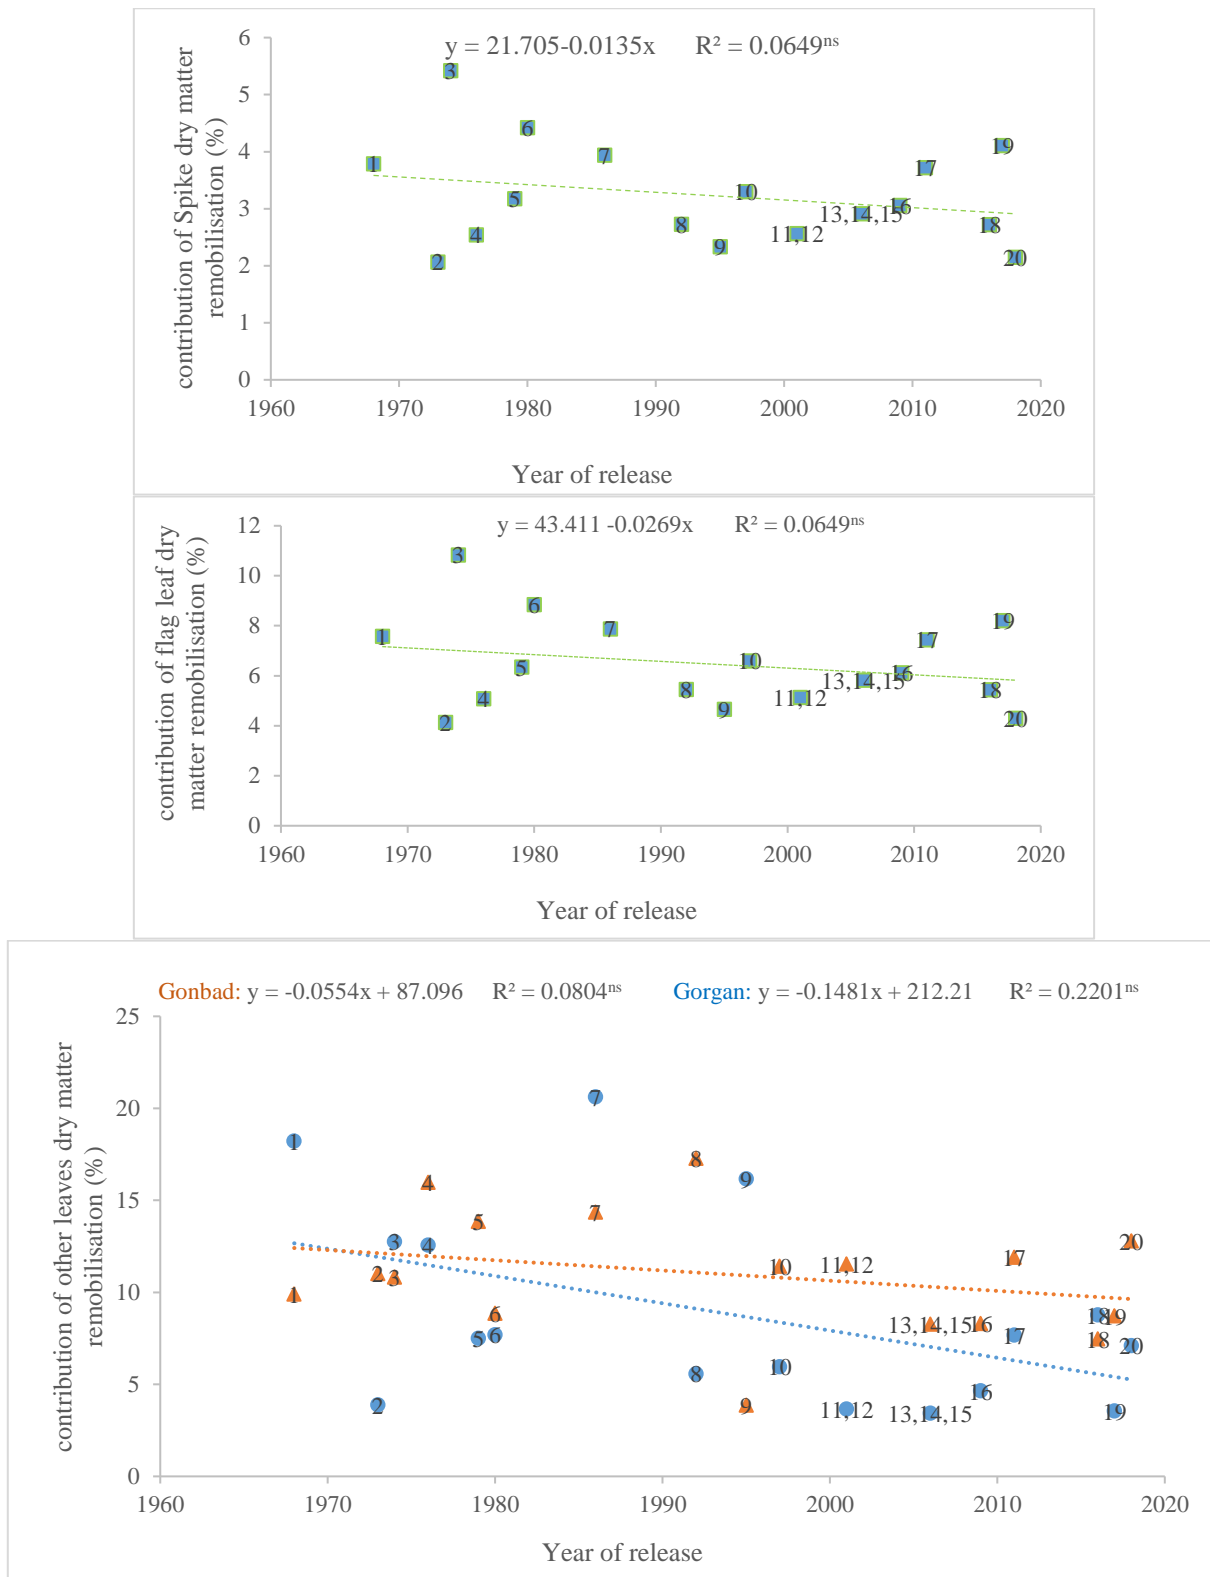 y = 21.705-0.0135x R² = 0.0649ns
contribution of Spike dry matter
remobilisation (%)
6
5
4
3
2
1
0
1 2 3 4 5 6 7 8 9 10 11,12 13,14,15 16 17 18 19 20
1960 1970 1980 1990 2000 2010 2020
Year of release
y = 43.411 -0.0269x R² = 0.0649ns
contribution of flag leaf dry
matter remobilisation (%)
12
10
8
6
4
2
0
1 2 3 4 5 6 7 8 9 10 11,12 13,14,15 16 17 18 19 20
1960 1970 1980 1990 2000 2010 2020
Year of release
Gonbad: y = -0.0554x + 87.096 R² = 0.0804ns Gorgan: y = -0.1481x + 212.21 R² = 0.2201ns
contribution of other leaves dry matter
remobilisation (%)
25
20
15
10
5
0
1 2 3 4 5 6 7 8 9 10 11,12 13,14,15 16 17 18 19 20
1 2 3 4 5 6 7 8 9 10 11,12 13,14,15 16 17 18 19 20
1960 1970 1980 1990 2000 2010 2020
Year of release